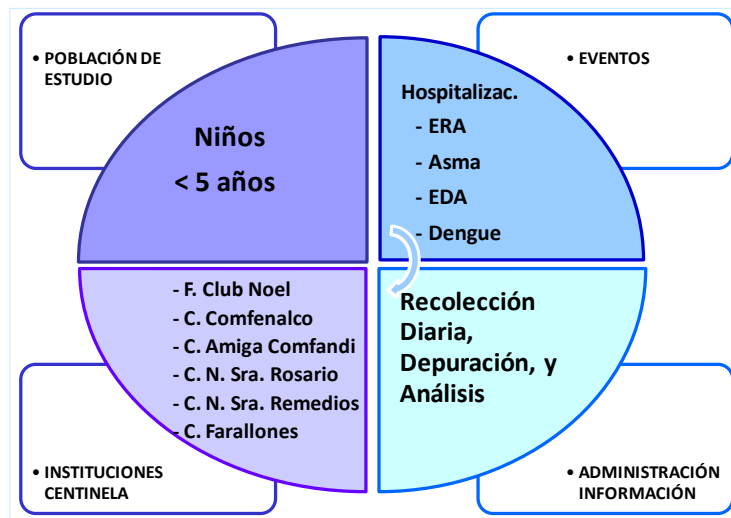 • POBLACIÓN DE
ESTUDIO
Niños
< 5 años
• EVENTOS
Hospitalizac.
- ERA
- Asma
- EDA
- Dengue
- F. Club Noel
- C. Comfenalco
- C. Amiga Comfandi
- C. N. Sra. Rosario
- C. N. Sra. Remedios
- C. Farallones
• INSTITUCIONES
CENTINELA
Recolección
Diaria,
Depuración, y
Análisis
• ADMINISTRACIÓN
INFORMACIÓN